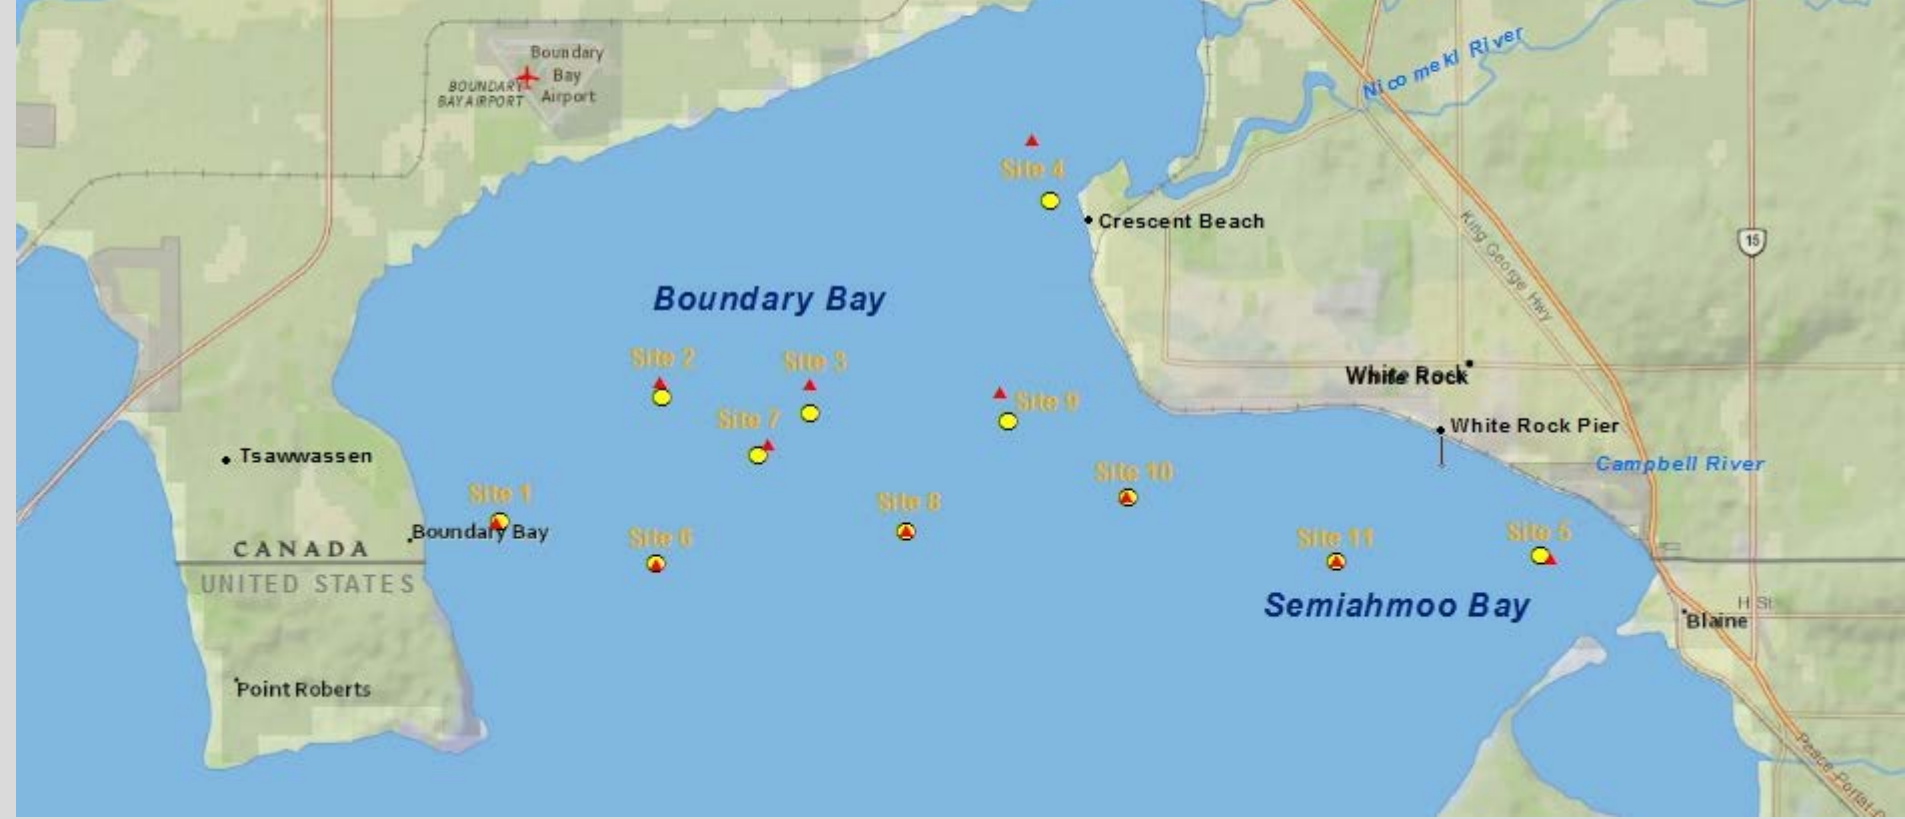 Boundary
Bay
Airport
BOUNDARY
BAY AIRPORT
Nicomekl River
Site 4
Crescent Beach
15
King George Hwy
Boundary Bay
Site 2
Site 3
Site 7
Site 9
White Rock
White Rock Pier
Tsawwassen
Campbell River
Site 1
Boundary Bay
Site 6
Site 8
Site 10
Site 11
Site 5
CANADA
UNITED STATES
Semiahmoo Bay
H St
Blaine
Point Roberts
Peace Portal